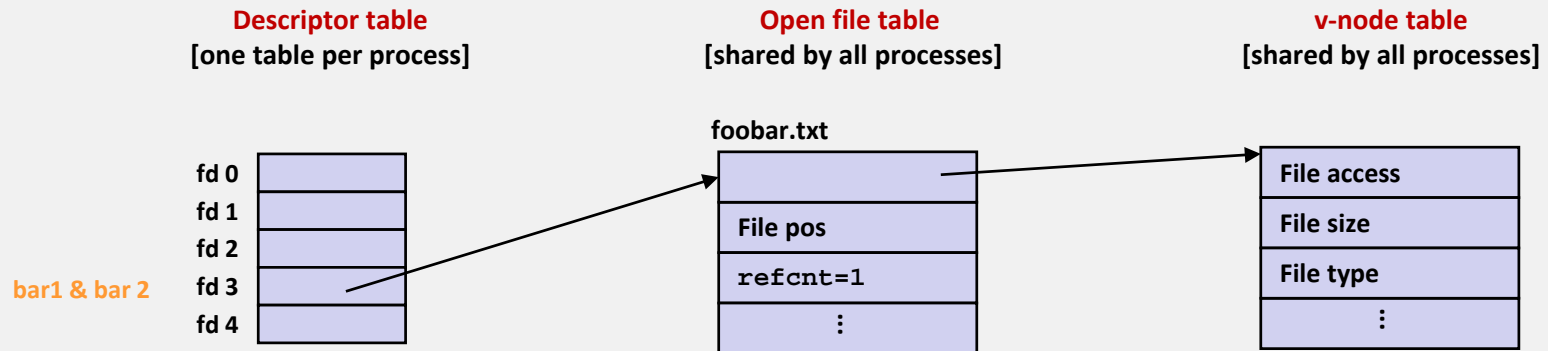 Descriptor table
[one table per process]
Open file table
[shared by all processes]
v-node table
[shared by all processes]
foobar.txt
fd 0
fd 1
fd 2
fd 3
fd 4
bar1 & bar 2
File pos
refcnt=1
⋮
File access
File size
File type
⋮